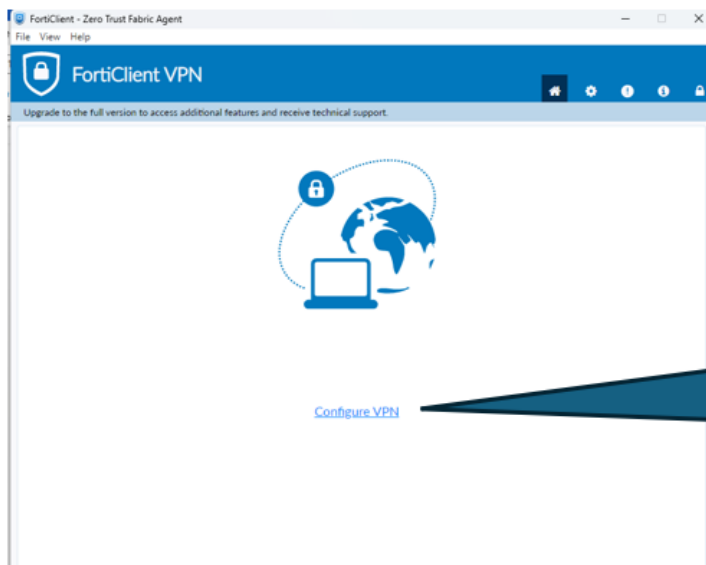 FortiClient - Zero Trust Fabric Agent
File View Help
FortiClient VPN
Upgrade to the full version to access additional features and receive technical support.
Configure VPN